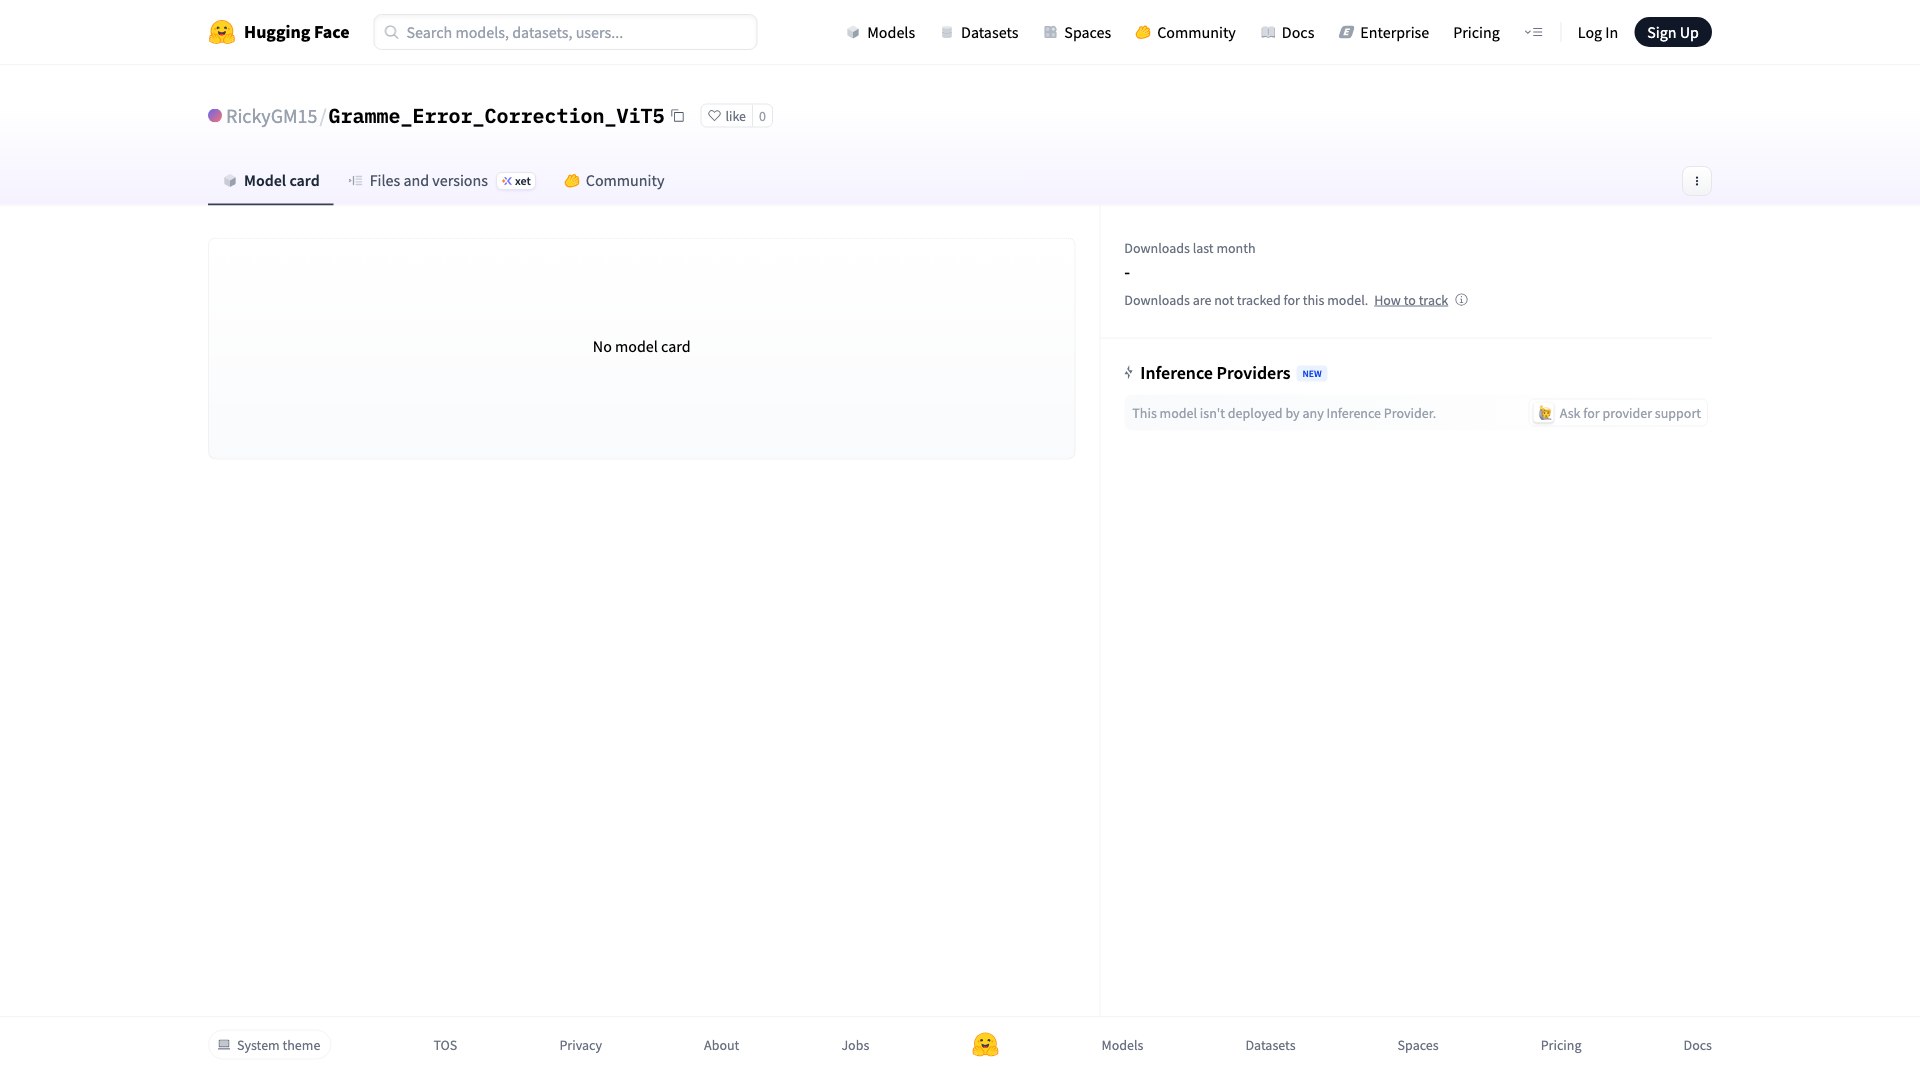 Hugging Face
Search models, datasets, users...
Models
Datasets
Spaces
Community
Docs
Enterprise
Pricing
Log In
Sign Up
RickyGM15/Gramme_Error_Correction_ViT5
like
0
Model card
Files and versions
xet
Community
No model card
Downloads last month
-
Downloads are not tracked for this model. How to track
Inference Providers NEW
This model isn't deployed by any Inference Provider.
Ask for provider support
System theme
TOS
Privacy
About
Jobs
Models
Datasets
Spaces
Pricing
Docs